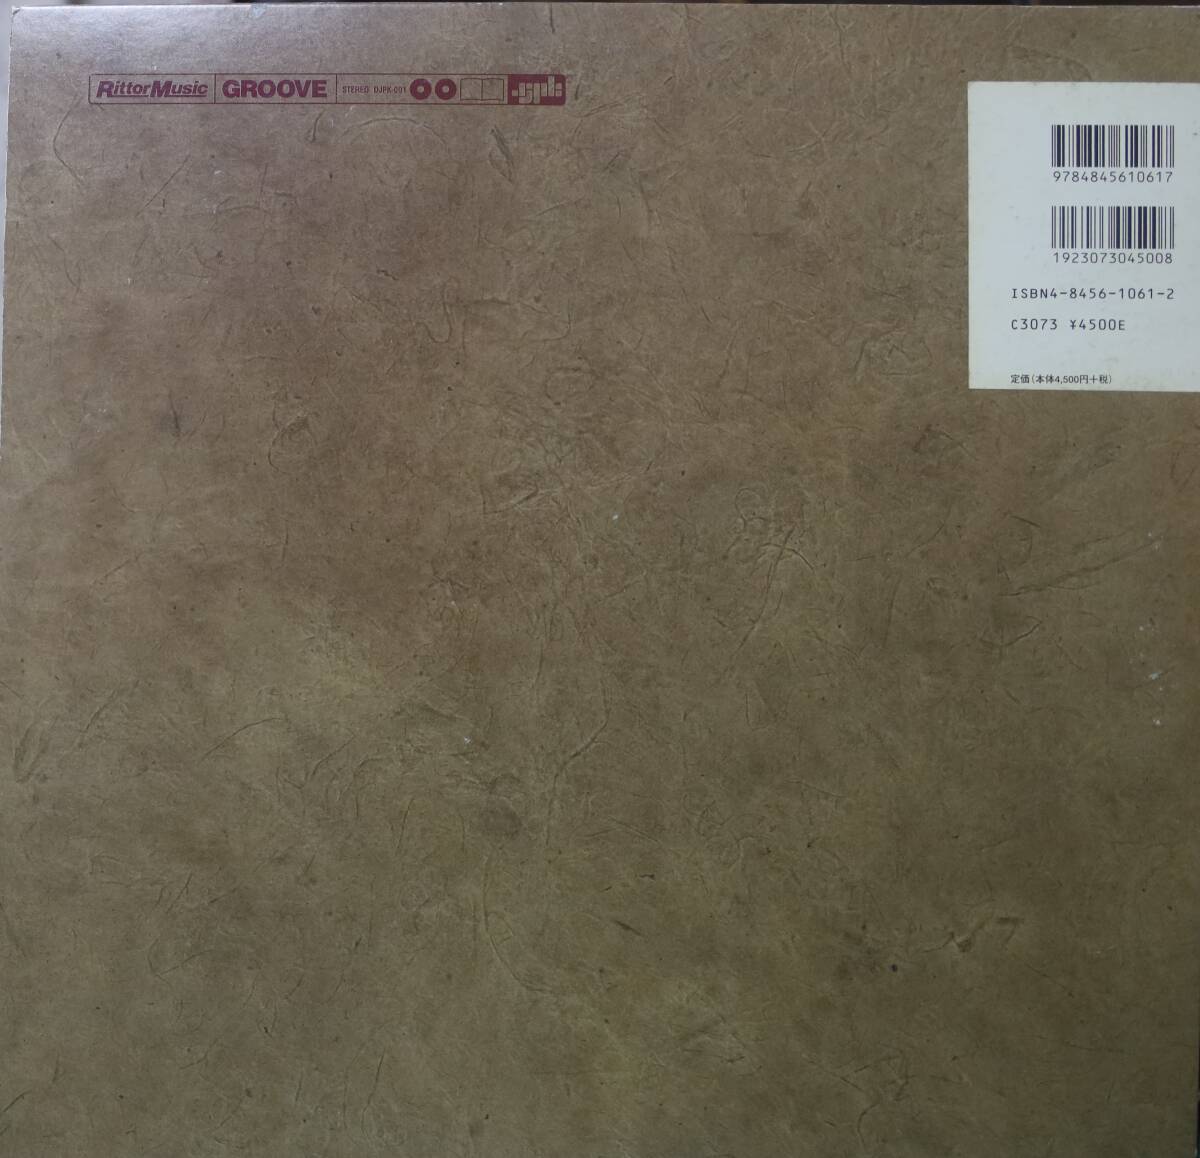 RittorMusic GROOVE STEREO DJPK-001
9784845610617
1923073045008
ISBN4-8456-1061-2
C3073 ¥4500E
定価(本体4,500円+税)